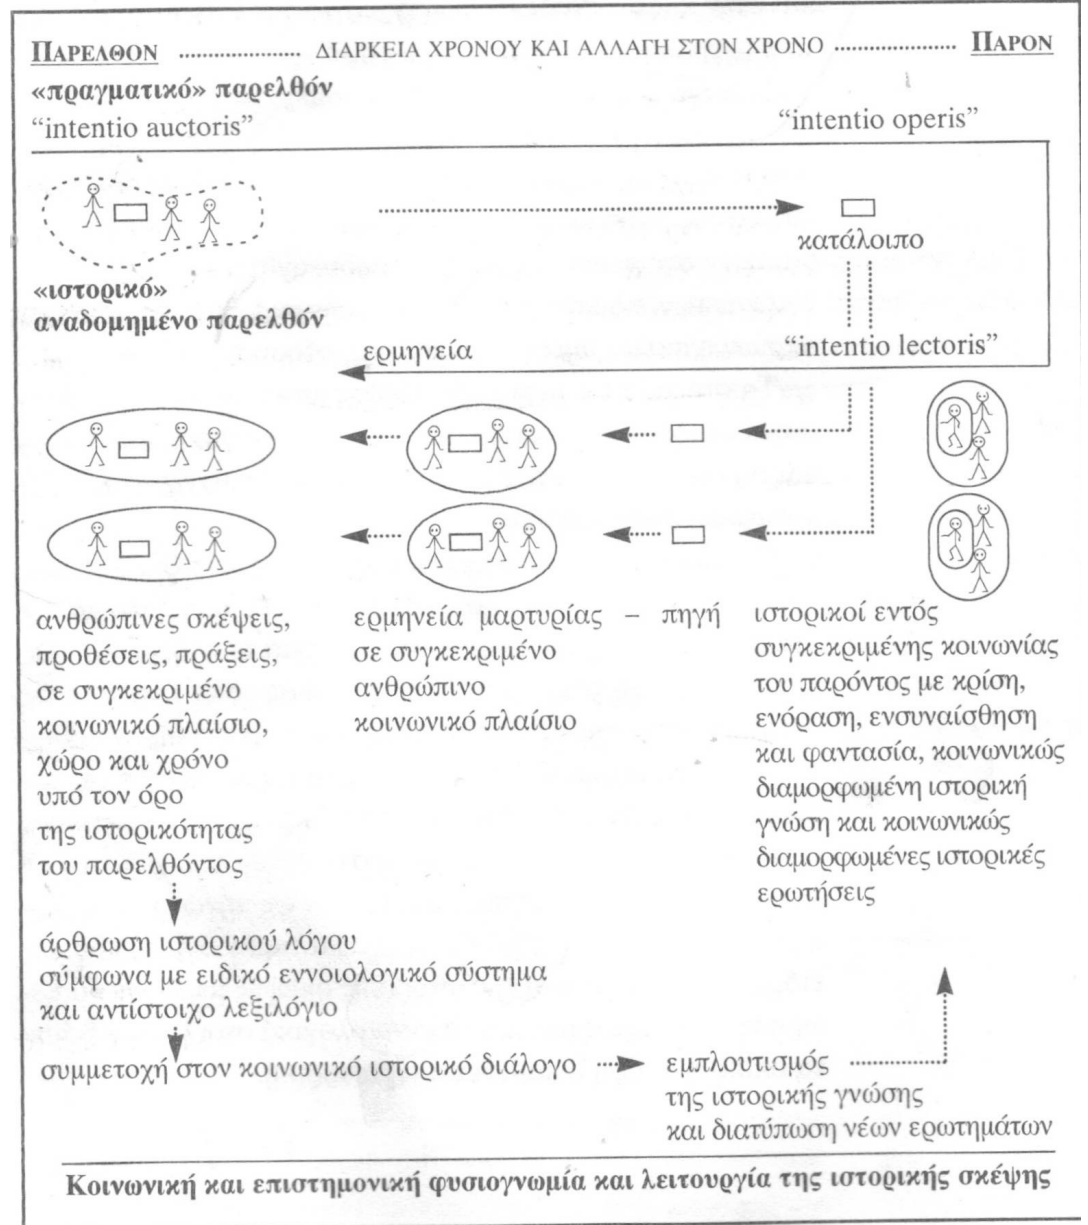 ΠΑΡΕΛΘΟΝ ..................... ΔΙΑΡΚΕΙΑ ΧΡΟΝΟΥ ΚΑΙ ΑΛΛΑΓΗ ΣΤΟΝ ΧΡΟΝΟ ..................... ΠΑΡΟΝ
«πραγματικό» παρελθόν
“intentio auctoris” “intentio operis”
κατάλοιπο
«ιστορικό»
αναδομημένο παρελθόν
ερμηνεία “intentio lectoris”
ανθρώπινες σκέψεις,
προθέσεις, πράξεις,
σε συγκεκριμένο
κοινωνικό πλαίσιο,
χώρο και χρόνο
υπό τον όρο
της ιστορικότητας
του παρελθόντος
ερμηνεία μαρτυρίας – πηγή
σε συγκεκριμένο
ανθρώπινο
κοινωνικό πλαίσιο
ιστορικοί εντός
συγκεκριμένης κοινωνίας
του παρόντος με κρίση,
ενόραση, ενσυναίσθηση
και φαντασία, κοινωνικώς
διαμορφωμένη ιστορική
γνώση και κοινωνικώς
διαμορφωμένες ιστορικές
ερωτήσεις
άρθρωση ιστορικού λόγου
σύμφωνα με ειδικό εννοιολογικό σύστημα
και αντίστοιχο λεξιλόγιο
συμμετοχή στον κοινωνικό ιστορικό διάλογο
εμπλουτισμός
της ιστορικής γνώσης
και διατύπωση νέων ερωτημάτων
Κοινωνική και επιστημονική φυσιογνωμία και λειτουργία της ιστορικής σκέψης